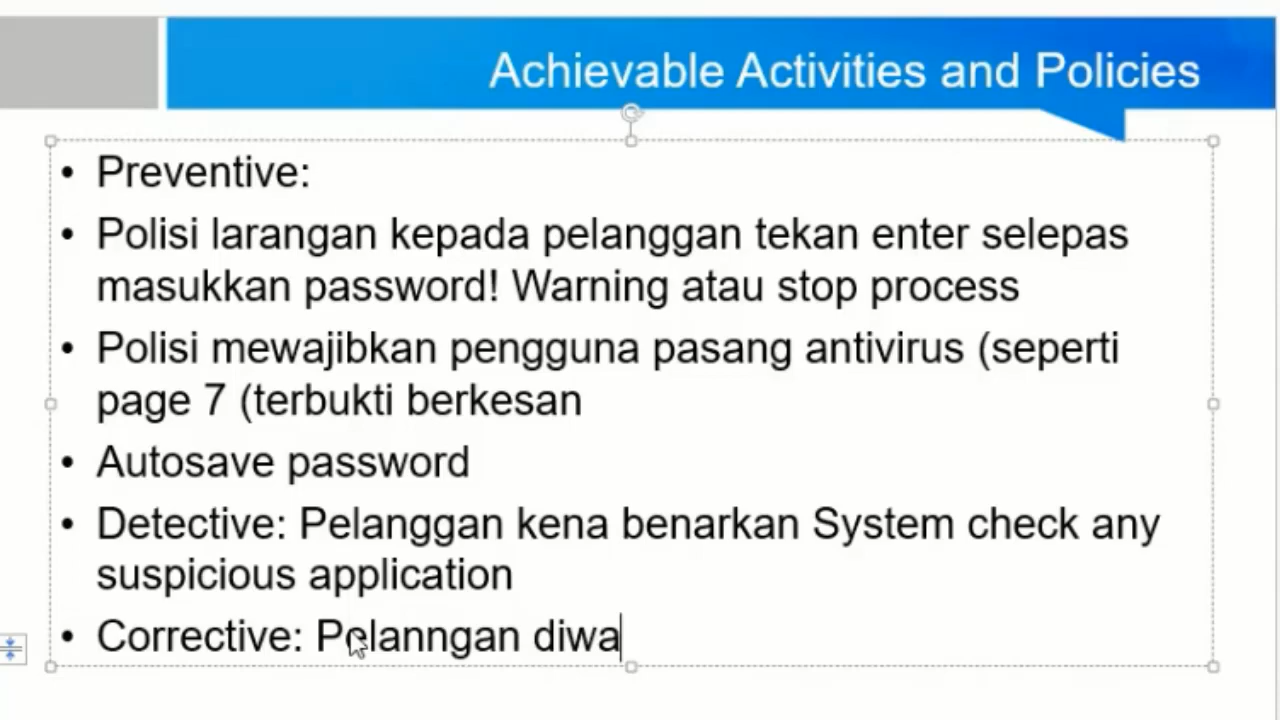 Achievable Activities and Policies
• Preventive:
• Polisi larangan kepada pelanggan tekan enter selepas
masukkan password! Warning atau stop process
• Polisi mewajibkan pengguna pasang antivirus (seperti
page 7 (terbukti berkesan
• Autosave password
• Detective: Pelanggan kena benarkan System check any
suspicious application
• Corrective: Pelanngan diwa